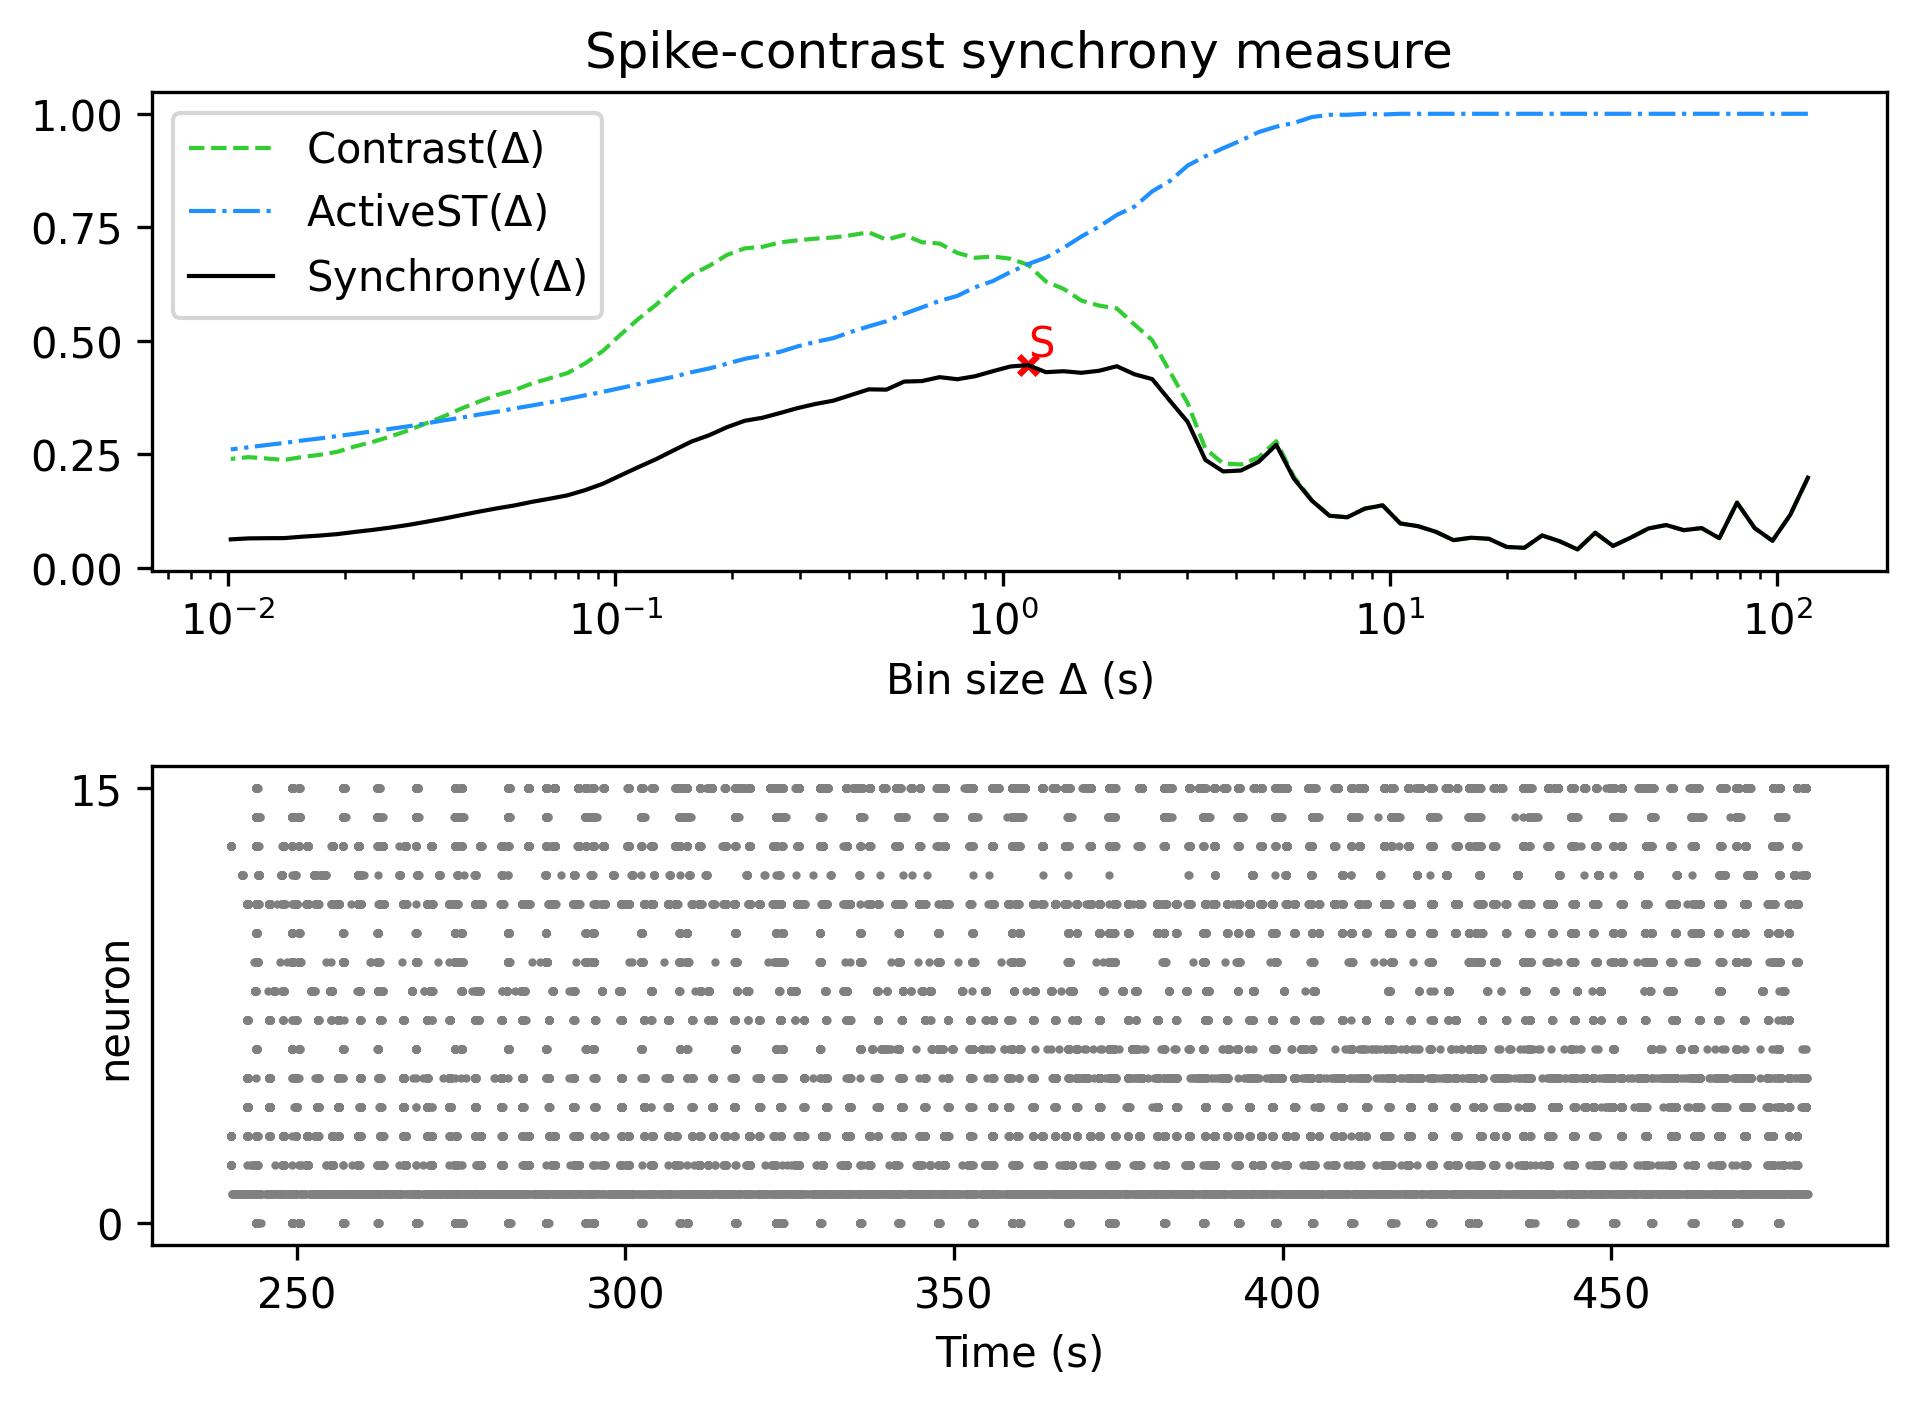 Spike-contrast synchrony measure
1.00
0.75
0.50
0.25
0.00
Contrast(Δ)
ActiveST(Δ)
Synchrony(Δ)
S
10⁻² 10⁻¹ 10⁰ 10¹ 10²
Bin size Δ (s)
15
0
neuron
250 300 350 400 450
Time (s)